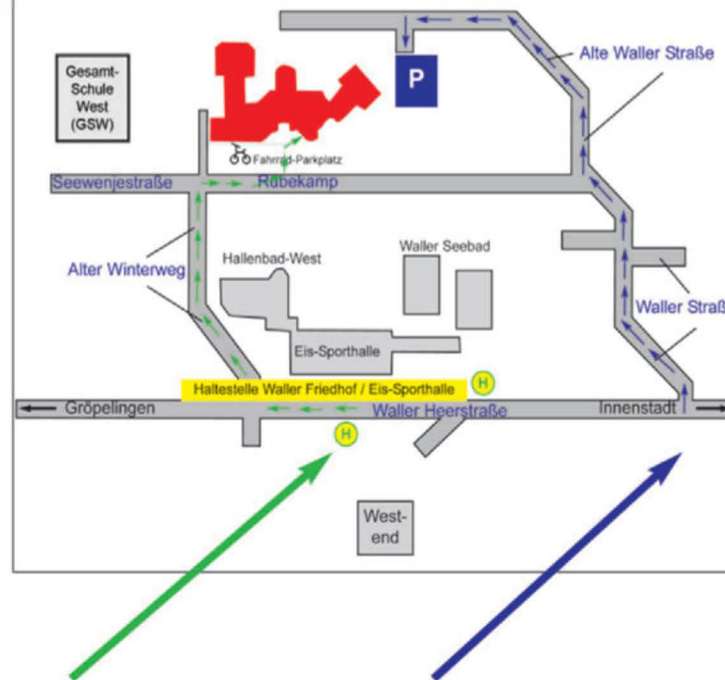 Alte Waller Straße
Gesamt-
Schule
West
(GSW)
P
Fahrrad-Parkplatz
Seewenjestraße
Rübekamp
Alter Winterweg
Hallenbad-West
Waller Seebad
Waller Straß
Eis-Sporthalle
Haltestelle Waller Friedhof / Eis-Sporthalle
H
Gröpelingen
Waller Heerstraße
Innenstadt
H
West-
end